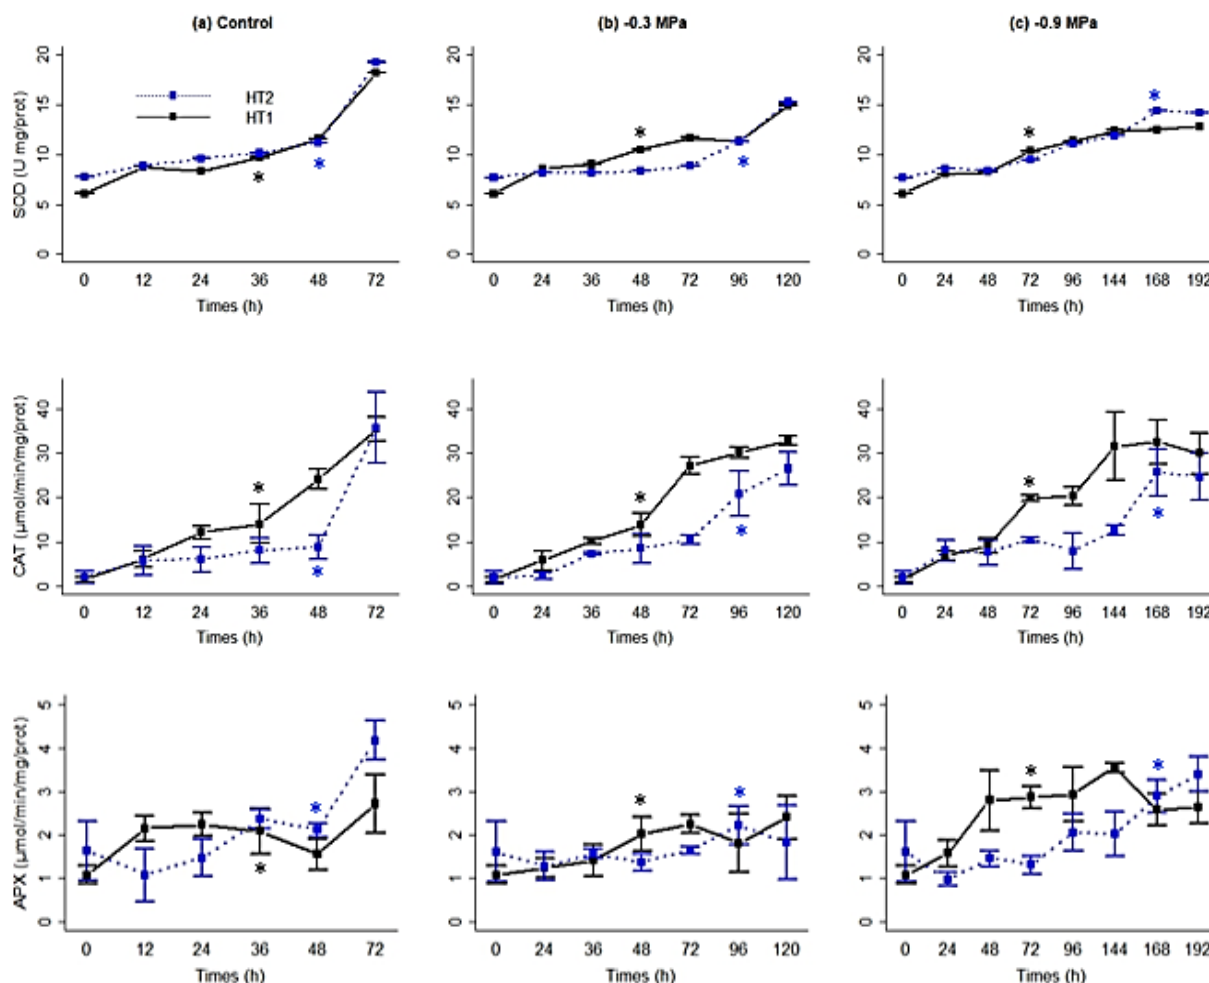 (a) Control
(b) -0.3 MPa
(c) -0.9 MPa
SOD (U mg/prot)
20
15
10
5
0
HT2
HT1
0 12 24 36 48 72
Times (h)
20
15
10
5
0
0 24 36 48 72 96 120
Times (h)
20
15
10
5
0
0 24 48 72 96 144 168 192
Times (h)
CAT (µmol/min/mg/prot)
40
30
20
10
0
0 12 24 36 48 72
Times (h)
40
30
20
10
0
0 24 36 48 72 96 120
Times (h)
40
30
20
10
0
0 24 48 72 96 144 168 192
Times (h)
APX (µmol/min/mg/prot)
5
4
3
2
1
0
0 12 24 36 48 72
Times (h)
5
4
3
2
1
0
0 24 36 48 72 96 120
Times (h)
5
4
3
2
1
0
0 24 48 72 96 144 168 192
Times (h)